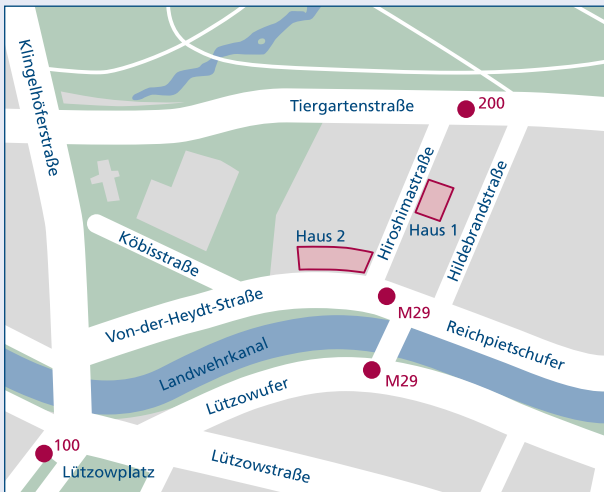 Klingelhöferstraße
Tiergartenstraße
200
Hiroshimastraße
Haus 1
Hildebrandstraße
Köbisstraße
Haus 2
Von-der-Heydt-Straße
M29
Reichpietschufer
Landwehrkanal
M29
Lützowufer
100
Lützowplatz
Lützowstraße